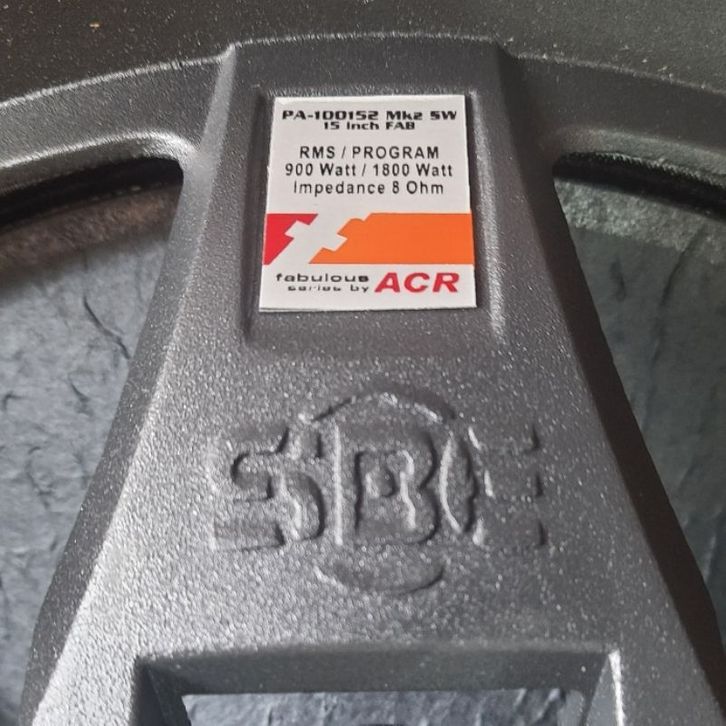 PA-100152 Mk2 SW
15 inch FAB
RMS / PROGRAM
900 Watt / 1800 Watt
Impedance 8 Ohm
fabulous
series by ACR
SBE